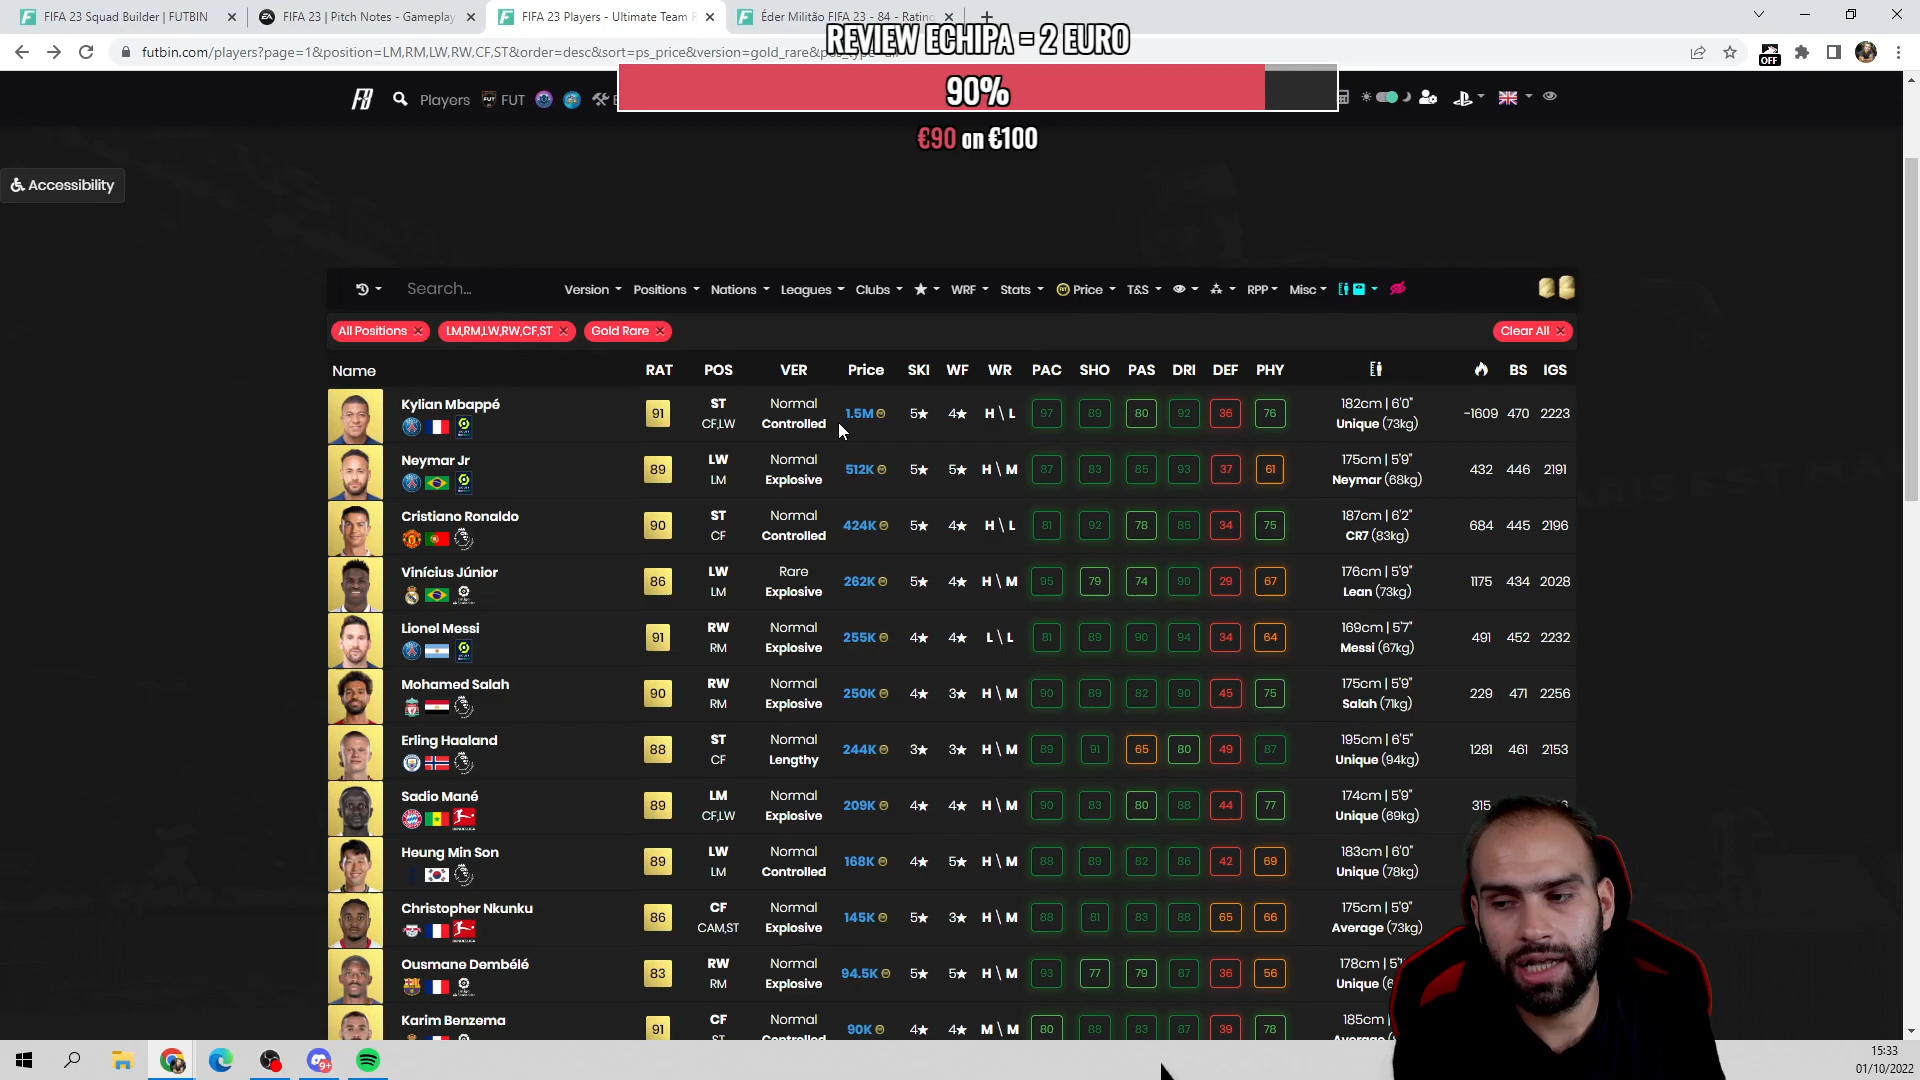 FIFA 23 Squad Builder | FUTBIN
FIFA 23 | Pitch Notes - Gameplay
FIFA 23 Players - Ultimate Team
Éder Militão FIFA 23 - 84 - Rating
futbin.com/players?page=1&position=LM,RM,LW,RW,CF,ST&order=desc&sort=ps_price&version=gold_rare&pos_type=all
OFF
REVIEW ECHIPA = 2 EURO
90%
€90 on €100
Players
FUT
Accessibility
Search...
Version Positions Nations Leagues Clubs WRF Stats Price T&S RPP Misc
All Positions LM,RM,LW,RW,CF,ST Gold Rare Clear All
Name RAT POS VER Price SKI WF WR PAC SHO PAS DRI DEF PHY BS IGS
Kylian Mbappé 91 ST CF,LW Normal Controlled 1.5M 5★ 4★ H \ L 97 89 80 92 36 76 182cm | 6'0" Unique (73kg) -1609 470 2223
Neymar Jr 89 LW LM Normal Explosive 512K 5★ 5★ H \ M 87 83 85 93 37 61 175cm | 5'9" Neymar (68kg) 432 446 2191
Cristiano Ronaldo 90 ST CF Normal Controlled 424K 5★ 4★ H \ L 81 92 78 85 34 75 187cm | 6'2" CR7 (83kg) 684 445 2196
Vinícius Júnior 86 LW LM Rare Explosive 262K 5★ 4★ H \ M 95 79 74 90 29 67 176cm | 5'9" Lean (73kg) 1175 434 2028
Lionel Messi 91 RW RM Normal Explosive 255K 4★ 4★ L \ L 81 89 90 94 34 64 169cm | 5'7" Messi (67kg) 491 452 2232
Mohamed Salah 90 RW RM Normal Explosive 250K 4★ 3★ H \ M 90 89 82 90 45 75 175cm | 5'9" Salah (71kg) 229 471 2256
Erling Haaland 88 ST CF Normal Lengthy 244K 3★ 3★ H \ M 89 91 65 80 49 87 195cm | 6'5" Unique (94kg) 1281 461 2153
Sadio Mané 89 LM CF,LW Normal Explosive 209K 4★ 4★ H \ M 90 83 80 88 44 77 174cm | 5'9" Unique (69kg) 315
Heung Min Son 89 LW LM Normal Controlled 168K 4★ 5★ H \ M 88 89 82 86 42 69 183cm | 6'0" Unique (78kg)
Christopher Nkunku 86 CF CAM,ST Normal Explosive 145K 5★ 3★ H \ M 88 81 83 88 65 66 175cm | 5'9" Average (73kg)
Ousmane Dembélé 83 RW RM Normal Explosive 94.5K 5★ 5★ H \ M 93 77 79 87 36 56 178cm | Unique
Karim Benzema 91 CF ST Normal Controlled 90K 4★ 4★ M \ M 80 88 83 87 39 78 185cm
15:33
01/10/2022